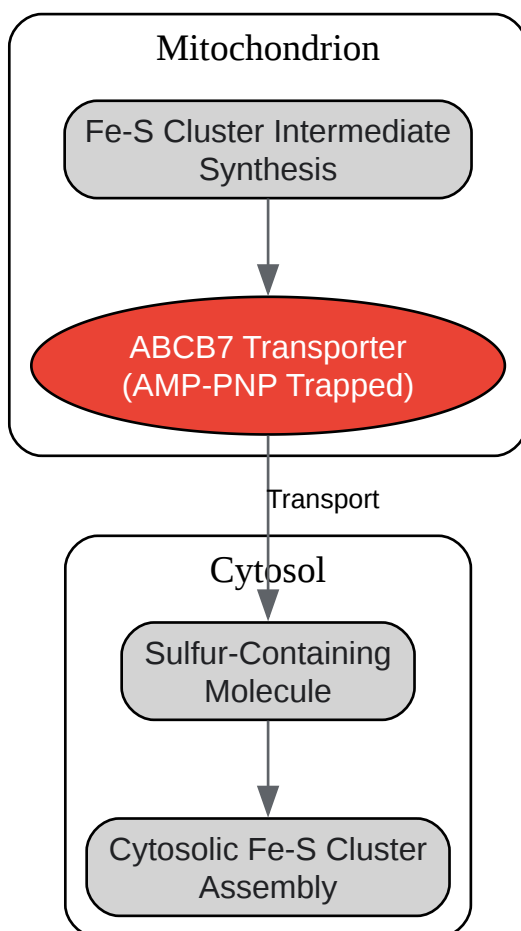 Mitochondrion
Fe-S Cluster Intermediate
Synthesis
ABCB7 Transporter
(AMP-PNP Trapped)
Transport
Cytosol
Sulfur-Containing
Molecule
Cytosolic Fe-S Cluster
Assembly